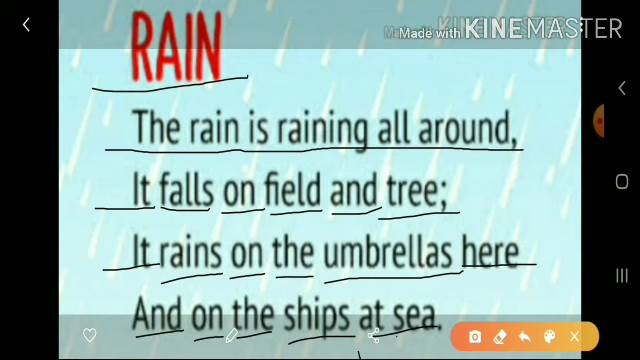 Made with KINEMASTER
RAIN
The rain is raining all around,
It falls on field and tree;
It rains on the umbrellas here
And on the ships at sea.